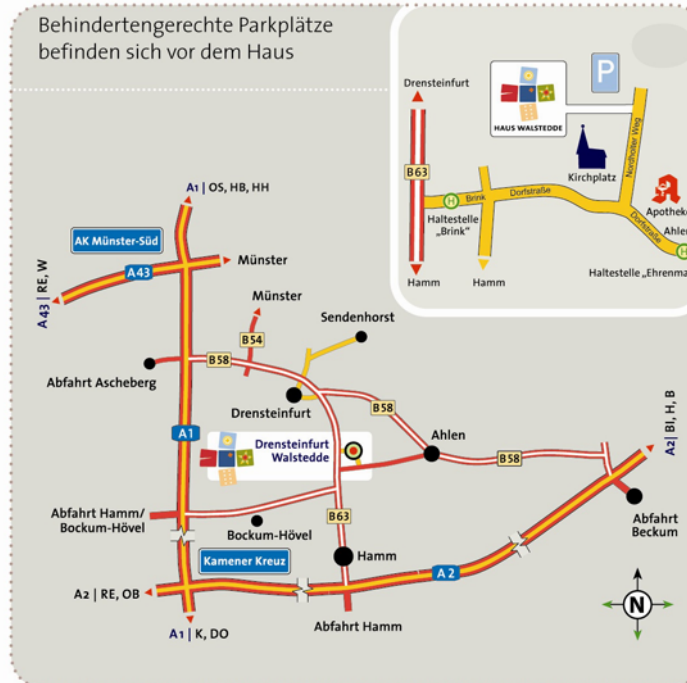 Behindertengerechte Parkplätze
befinden sich vor dem Haus
Drensteinfurt
P
HAUS WALSTEDDE
Nordholter Weg
B63
Kirchplatz
Brink
Dorfstraße
H
Haltestelle
„Brink“
Dorfstraße
Apotheke
Ahlen
H
Haltestelle „Ehrenma
Hamm
Hamm
A1 | OS, HB, HH
AK Münster-Süd
A43
Münster
A43 | RE, W
Münster
Sendenhorst
B54
B58
Abfahrt Ascheberg
Drensteinfurt
B58
A1
Drensteinfurt
Walstedde
Ahlen
B58
A2 | BI, H, B
Abfahrt Hamm/
Bockum-Hövel
Bockum-Hövel
B63
Abfahrt
Beckum
Kamener Kreuz
Hamm
A2
A2 | RE, OB
N
Abfahrt Hamm
A1 | K, DO